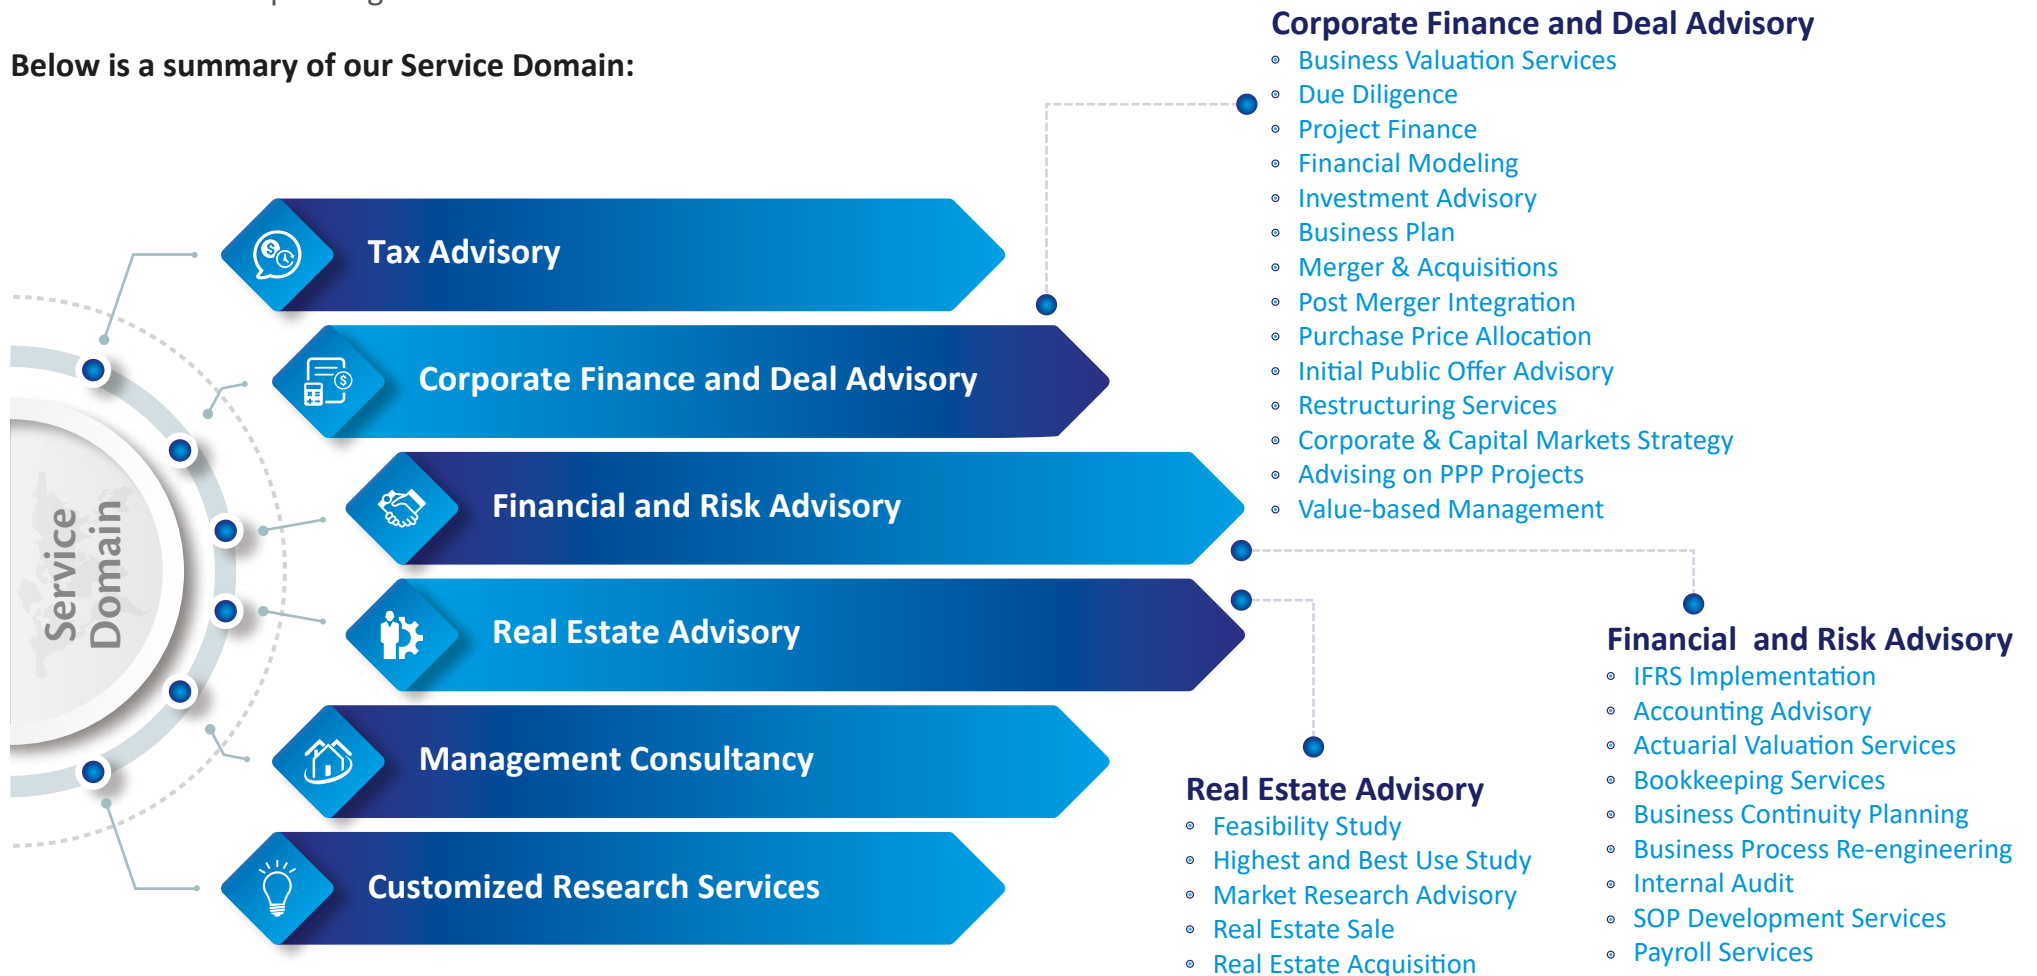 Below is a summary of our Service Domain:
Service
Domain
Tax Advisory
Corporate Finance and Deal Advisory
Financial and Risk Advisory
Real Estate Advisory
Management Consultancy
Customized Research Services
Corporate Finance and Deal Advisory
Business Valuation Services
Due Diligence
Project Finance
Financial Modeling
Investment Advisory
Business Plan
Merger & Acquisitions
Post Merger Integration
Purchase Price Allocation
Initial Public Offer Advisory
Restructuring Services
Corporate & Capital Markets Strategy
Advising on PPP Projects
Value-based Management
Real Estate Advisory
Feasibility Study
Highest and Best Use Study
Market Research Advisory
Real Estate Sale
Real Estate Acquisition
Financial and Risk Advisory
IFRS Implementation
Accounting Advisory
Actuarial Valuation Services
Bookkeeping Services
Business Continuity Planning
Business Process Re-engineering
Internal Audit
SOP Development Services
Payroll Services